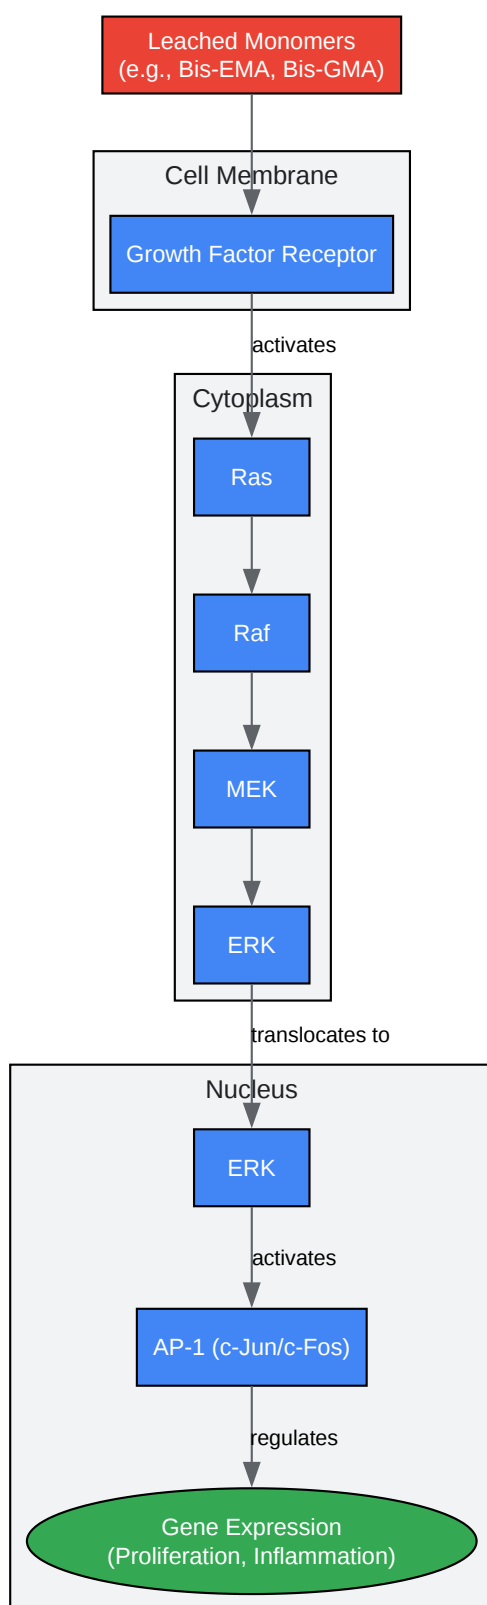 Leached Monomers
(e.g., Bis-EMA, Bis-GMA)
Cell Membrane
Growth Factor Receptor
activates
Cytoplasm
Ras
Raf
MEK
ERK
translocates to
Nucleus
ERK
activates
AP-1 (c-Jun/c-Fos)
regulates
Gene Expression
(Proliferation, Inflammation)